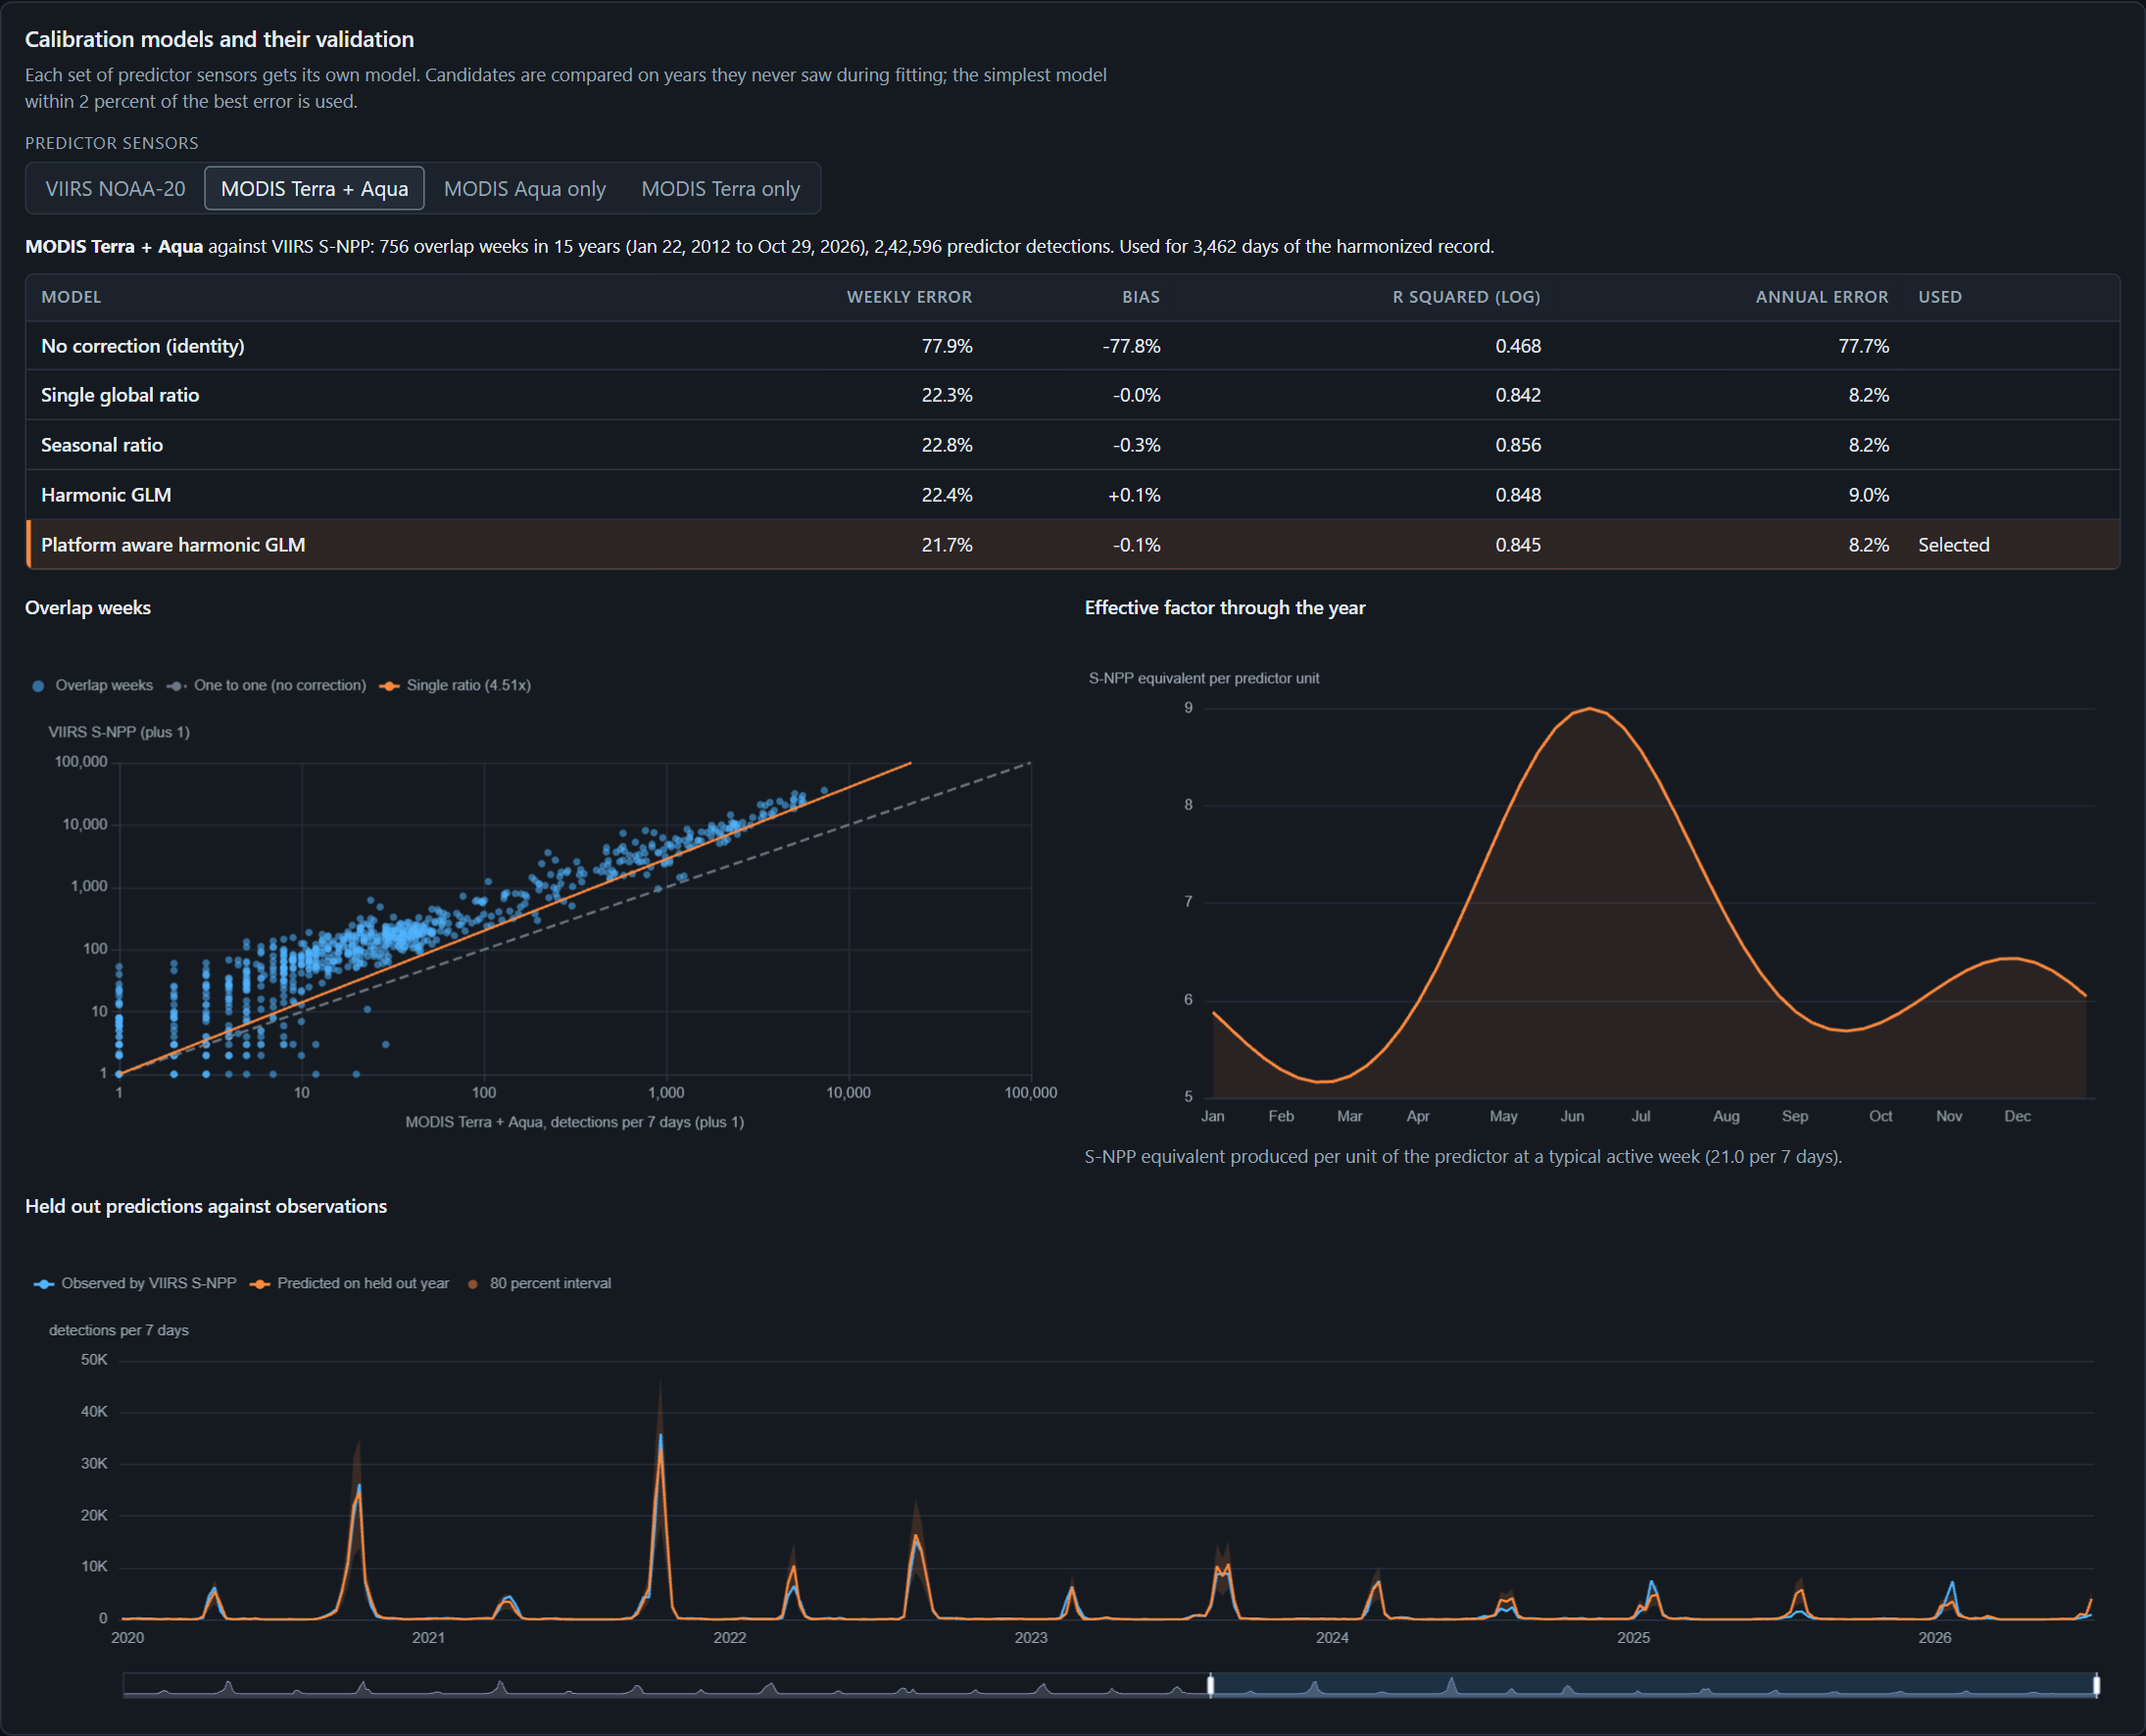 Calibration models and their validation
Each set of predictor sensors gets its own model. Candidates are compared on years they never saw during fitting; the simplest model
within 2 percent of the best error is used.
PREDICTOR SENSORS
VIIRS NOAA-20 MODIS Terra + Aqua MODIS Aqua only MODIS Terra only
MODIS Terra + Aqua against VIIRS S-NPP: 756 overlap weeks in 15 years (Jan 22, 2012 to Oct 29, 2026), 2,42,596 predictor detections. Used for 3,462 days of the harmonized record.
MODEL WEEKLY ERROR BIAS R SQUARED (LOG) ANNUAL ERROR USED
No correction (identity) 77.9% -77.8% 0.468 77.7%
Single global ratio 22.3% -0.0% 0.842 8.2%
Seasonal ratio 22.8% -0.3% 0.856 8.2%
Harmonic GLM 22.4% +0.1% 0.848 9.0%
Platform aware harmonic GLM 21.7% -0.1% 0.845 8.2% Selected
Overlap weeks
Overlap weeks One to one (no correction) Single ratio (4.51x)
VIIRS S-NPP (plus 1)
100,000
10,000
1,000
100
10
1
1 10 100 1,000 10,000 100,000
MODIS Terra + Aqua, detections per 7 days (plus 1)
Effective factor through the year
S-NPP equivalent per predictor unit
9
8
7
6
5
Jan Feb Mar Apr May Jun Jul Aug Sep Oct Nov Dec
S-NPP equivalent produced per unit of the predictor at a typical active week (21.0 per 7 days).
Held out predictions against observations
Observed by VIIRS S-NPP Predicted on held out year 80 percent interval
detections per 7 days
50K
40K
30K
20K
10K
0
2020 2021 2022 2023 2024 2025 2026